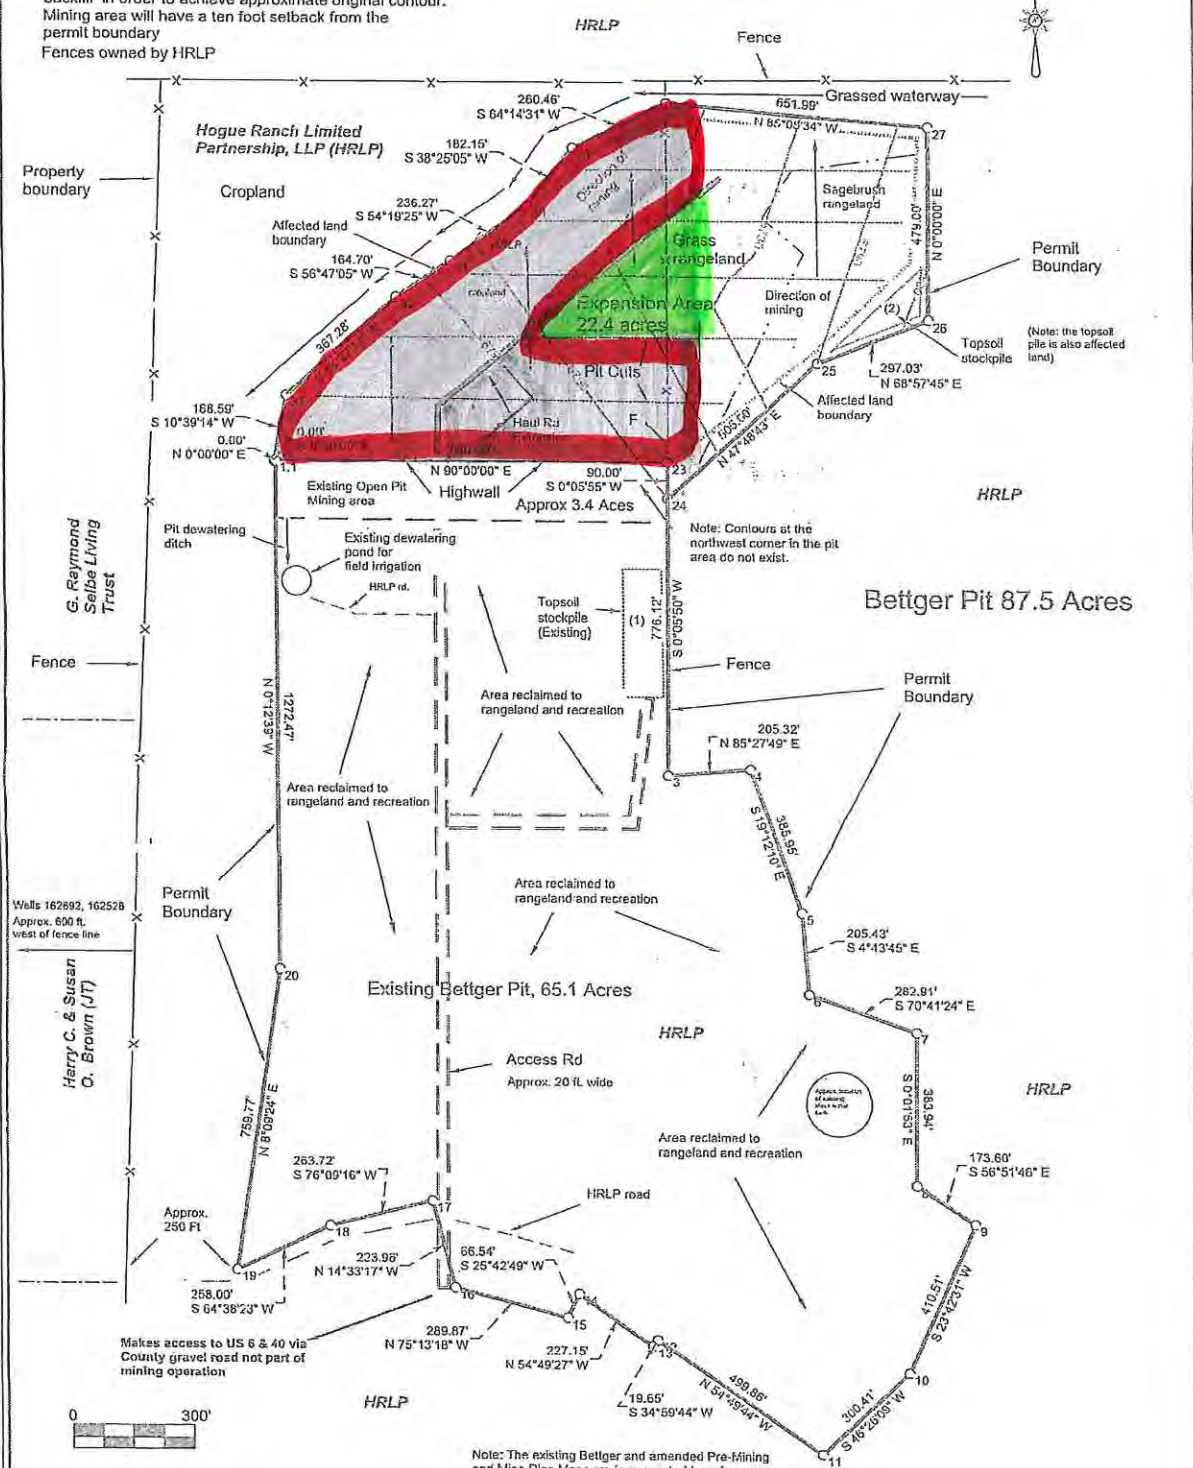 Mining area will have a ten foot setback from the
permit boundary
Fences owned by HRLP
HRLP
Fence
Grassed waterway
260.46'
S 64°14'31" W
651.99'
N 85°09'34" W
27
Hogue Ranch Limited
Partnership, LLP (HRLP)
182.15'
S 38°25'05" W
Property
boundary
Cropland
Direction of
mining
Sagebrush
rangeland
479.00'
N 0°00'00" E
236.27'
S 54°19'25" W
Affected land
boundary
HRLP
Grass
rangeland
Permit
Boundary
164.70'
S 56°47'05" W
Cropland
Expansion Area
22.4 acres
Direction of
mining
(2)
26
Topsoil
stockpile
(Note: the topsoil
pile is also affected
land)
367.28'
25
297.03'
N 68°57'45" E
Pit Cuts
Affected land
boundary
168.59'
S 10°39'14" W
Haul Rd
F
505.00'
N 47°48'43" E
0.00'
N 0°00'00" E
0.00'
1,1
N 90°00'00" E
90.00'
S 0°05'55" W
23
24
Existing Open Pit
Mining area
Highwall
Approx 3.4 Aces
HRLP
Pit dewatering
ditch
Existing dewatering
pond for
field irrigation
HRLP rd.
Note: Contours at the
northwest corner in the pit
area do not exist.
G. Raymond
Selbe Living
Trust
Topsoil
stockpile
(Existing)
(1)
776.12'
S 0°05'50" W
Bettger Pit 87.5 Acres
Fence
Fence
Permit
Boundary
1272.47'
N 0°12'39" W
Area reclaimed to
rangeland and recreation
205.32'
N 85°27'49" E
3
4
Area reclaimed to
rangeland and recreation
385.95'
S 19°12'10" E
Permit
Boundary
Area reclaimed to
rangeland and recreation
Wells 162692, 162528
Approx. 600 ft.
west of fence line
5
205.43'
S 4°43'45" E
20
Existing Bettger Pit, 65.1 Acres
6
282.91'
S 70°41'24" E
Harry C. & Susan
O. Brown (JT)
HRLP
7
Access Rd
Approx. 20 ft. wide
HRLP
383.94'
S 0°01'53" E
759.77'
N 8°09'24" E
Area reclaimed to
rangeland and recreation
263.72'
S 76°09'16" W
173.60'
S 56°51'46" E
HRLP road
17
8
Approx.
250 Ft
18
9
223.96'
N 14°33'17" W
66.54'
S 25°42'49" W
19
258.00'
S 64°38'23" W
16
410.51'
S 23°42'31" W
15
289.87'
N 75°13'18" W
Makes access to US 6 & 40 via
County gravel road not part of
mining operation
227.15'
N 54°49'27" W
13
10
499.86'
N 54°49'44" W
19.65'
S 34°59'44" W
HRLP
300.41'
S 46°26'09" W
0 300'
11
Note: The existing Bettger and amended Pre-Mining